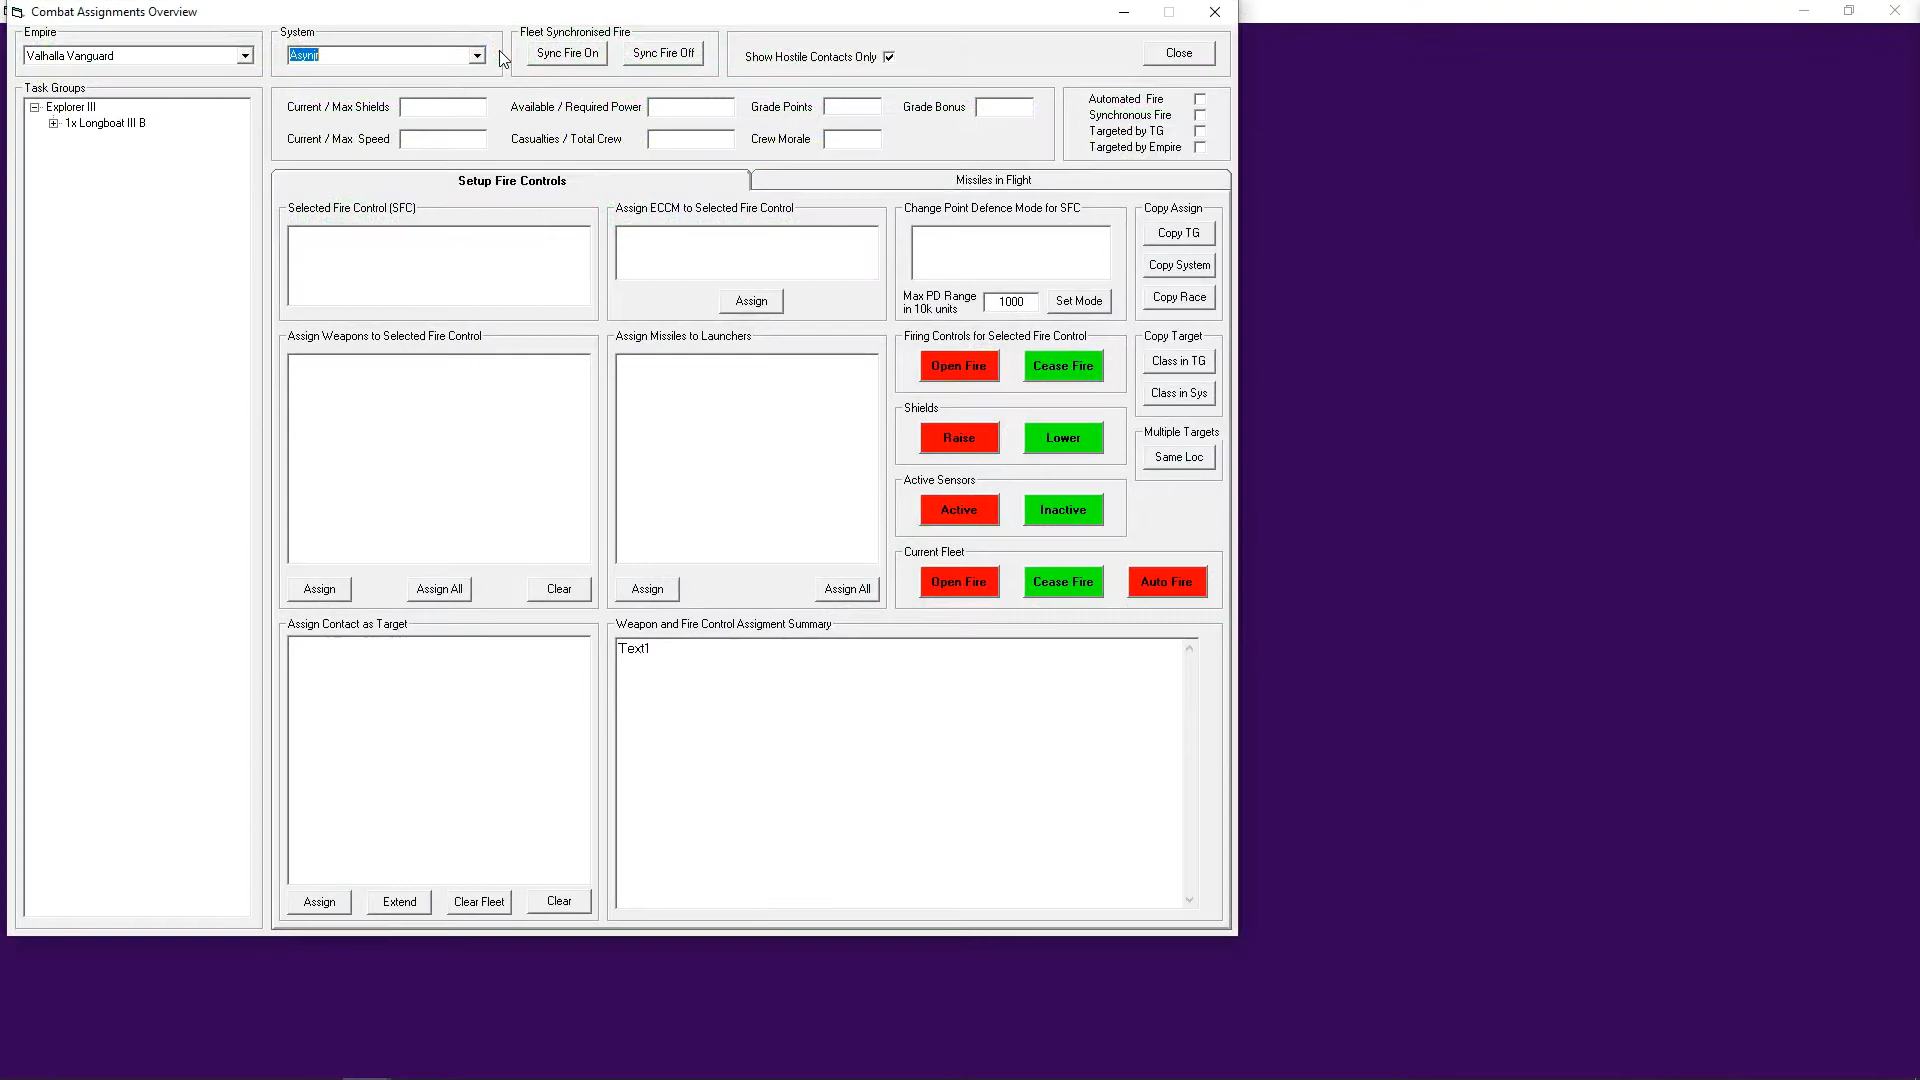 Combat Assignments Overview
Empire
Valhalla Vanguard
System
Asynjr
Fleet Synchronised Fire
Sync Fire On
Sync Fire Off
Show Hostile Contacts Only
Close
Task Groups
Explorer III
1x Longboat III B
Current / Max Shields
Available / Required Power
Grade Points
Grade Bonus
Current / Max Speed
Casualties / Total Crew
Crew Morale
Automated Fire
Synchronous Fire
Targeted by TG
Targeted by Empire
Setup Fire Controls
Missiles in Flight
Selected Fire Control (SFC)
Assign ECCM to Selected Fire Control
Assign
Change Point Defence Mode for SFC
Max PD Range
in 10k units
1000
Set Mode
Copy Assign
Copy TG
Copy System
Copy Race
Assign Weapons to Selected Fire Control
Assign
Assign All
Clear
Assign Missiles to Launchers
Assign
Assign All
Firing Controls for Selected Fire Control
Open Fire
Cease Fire
Shields
Raise
Lower
Active Sensors
Active
Inactive
Copy Target
Class in TG
Class in Sys
Multiple Targets
Same Loc
Current Fleet
Open Fire
Cease Fire
Auto Fire
Assign Contact as Target
Assign
Extend
Clear Fleet
Clear
Weapon and Fire Control Assigment Summary
Text1